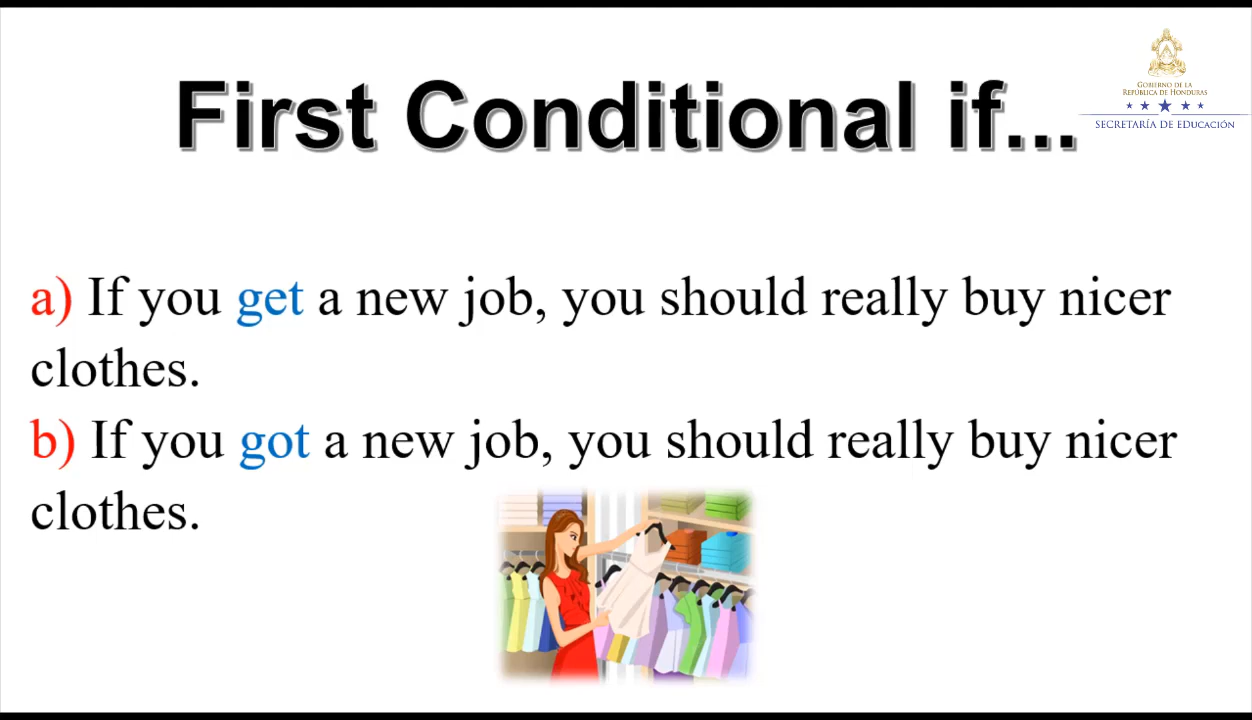 GOBIERNO DE LA
REPÚBLICA DE HONDURAS
SECRETARÍA DE EDUCACIÓN
First Conditional if...
a) If you get a new job, you should really buy nicer
clothes.
b) If you got a new job, you should really buy nicer
clothes.